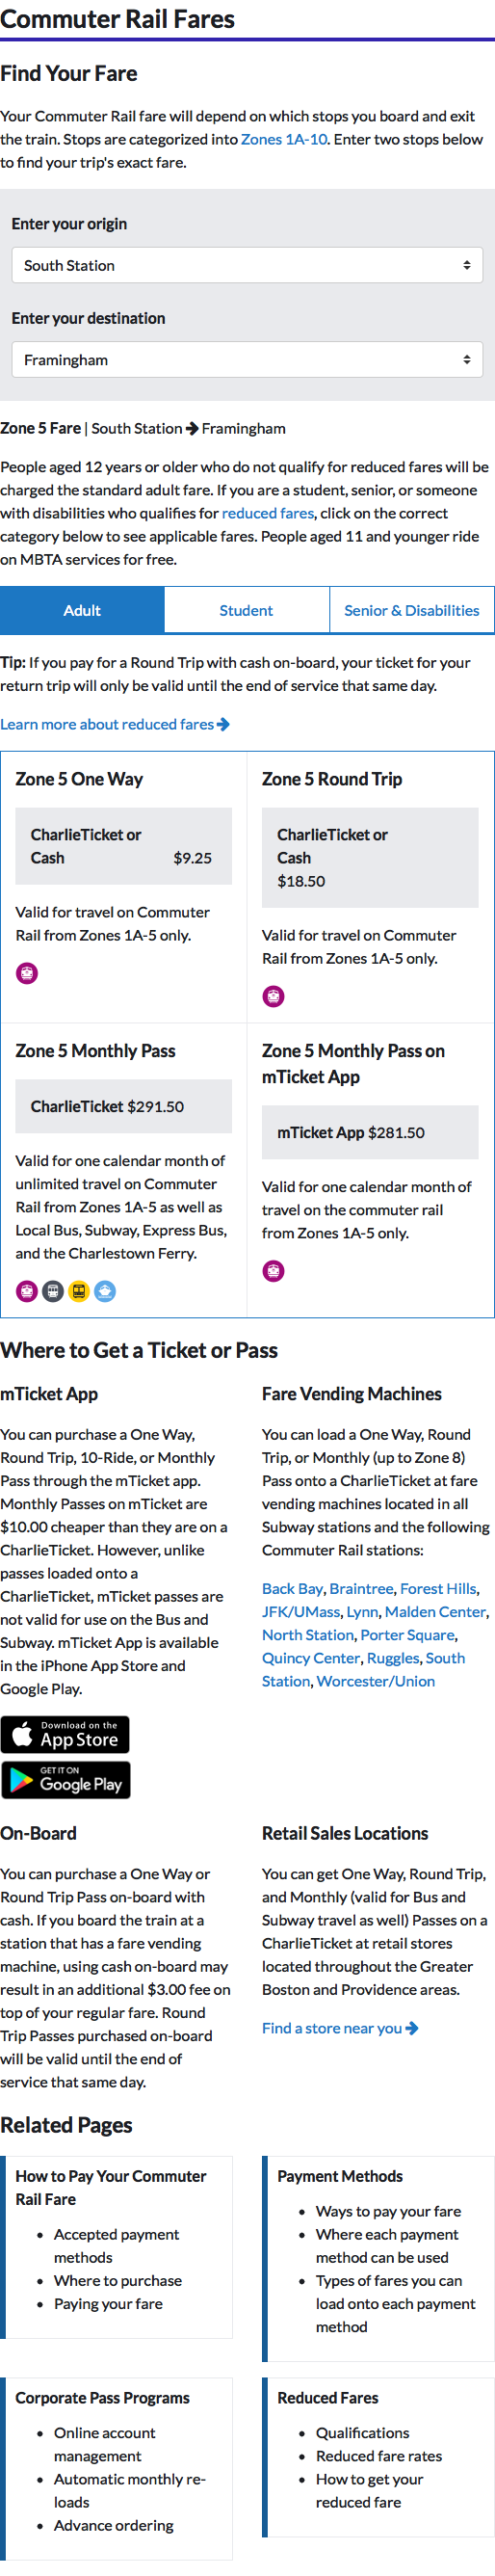 Commuter Rail Fares
Find Your Fare
Your Commuter Rail fare will depend on which stops you board and exit
the train. Stops are categorized into Zones 1A-10. Enter two stops below
to find your trip's exact fare.
Enter your origin
South Station
Enter your destination
Framingham
Zone 5 Fare | South Station → Framingham
People aged 12 years or older who do not qualify for reduced fares will be
charged the standard adult fare. If you are a student, senior, or someone
with disabilities who qualifies for reduced fares, click on the correct
category below to see applicable fares. People aged 11 and younger ride
on MBTA services for free.
Adult
Student
Senior & Disabilities
Tip: If you pay for a Round Trip with cash on-board, your ticket for your
return trip will only be valid until the end of service that same day.
Learn more about reduced fares →
Zone 5 One Way
CharlieTicket or
Cash $9.25
Valid for travel on Commuter
Rail from Zones 1A-5 only.
Zone 5 Round Trip
CharlieTicket or
Cash
$18.50
Valid for travel on Commuter
Rail from Zones 1A-5 only.
Zone 5 Monthly Pass
CharlieTicket $291.50
Valid for one calendar month of
unlimited travel on Commuter
Rail from Zones 1A-5 as well as
Local Bus, Subway, Express Bus,
and the Charlestown Ferry.
Zone 5 Monthly Pass on
mTicket App
mTicket App $281.50
Valid for one calendar month of
travel on the commuter rail
from Zones 1A-5 only.
Where to Get a Ticket or Pass
mTicket App
You can purchase a One Way,
Round Trip, 10-Ride, or Monthly
Pass through the mTicket app.
Monthly Passes on mTicket are
$10.00 cheaper than they are on a
CharlieTicket. However, unlike
passes loaded onto a
CharlieTicket, mTicket passes are
not valid for use on the Bus and
Subway. mTicket App is available
in the iPhone App Store and
Google Play.
Download on the
App Store
GET IT ON
Google Play
Fare Vending Machines
You can load a One Way, Round
Trip, or Monthly (up to Zone 8)
Pass onto a CharlieTicket at fare
vending machines located in all
Subway stations and the following
Commuter Rail stations:
Back Bay, Braintree, Forest Hills,
JFK/UMass, Lynn, Malden Center,
North Station, Porter Square,
Quincy Center, Ruggles, South
Station, Worcester/Union
On-Board
You can purchase a One Way or
Round Trip Pass on-board with
cash. If you board the train at a
station that has a fare vending
machine, using cash on-board may
result in an additional $3.00 fee on
top of your regular fare. Round
Trip Passes purchased on-board
will be valid until the end of
service that same day.
Retail Sales Locations
You can get One Way, Round Trip,
and Monthly (valid for Bus and
Subway travel as well) Passes on a
CharlieTicket at retail stores
located throughout the Greater
Boston and Providence areas.
Find a store near you →
Related Pages
How to Pay Your Commuter
Rail Fare
• Accepted payment
methods
• Where to purchase
• Paying your fare
Payment Methods
• Ways to pay your fare
• Where each payment
method can be used
• Types of fares you can
load onto each payment
method
Corporate Pass Programs
• Online account
management
• Automatic monthly re-
loads
• Advance ordering
Reduced Fares
• Qualifications
• Reduced fare rates
• How to get your
reduced fare